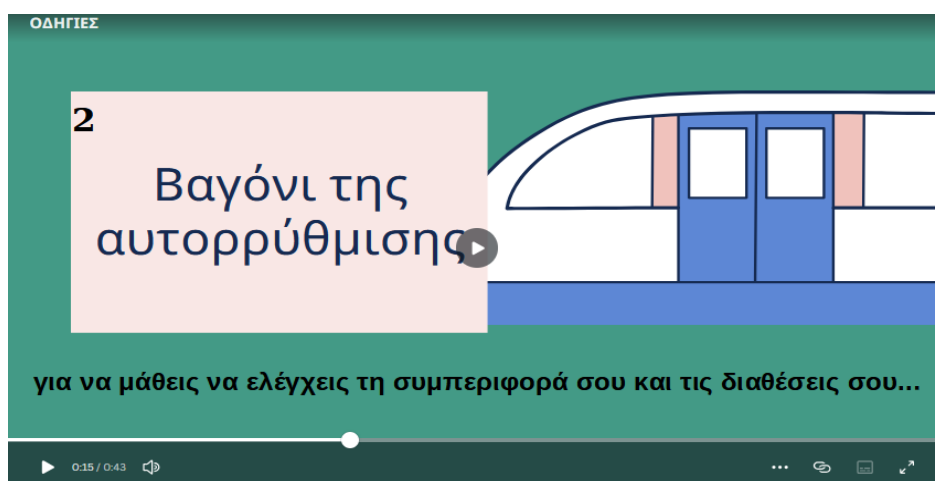 ΟΔΗΓΙΕΣ
2
Βαγόνι της
αυτορρύθμισης
για να μάθεις να ελέγχεις τη συμπεριφορά σου και τις διαθέσεις σου...
0:15 / 0:43